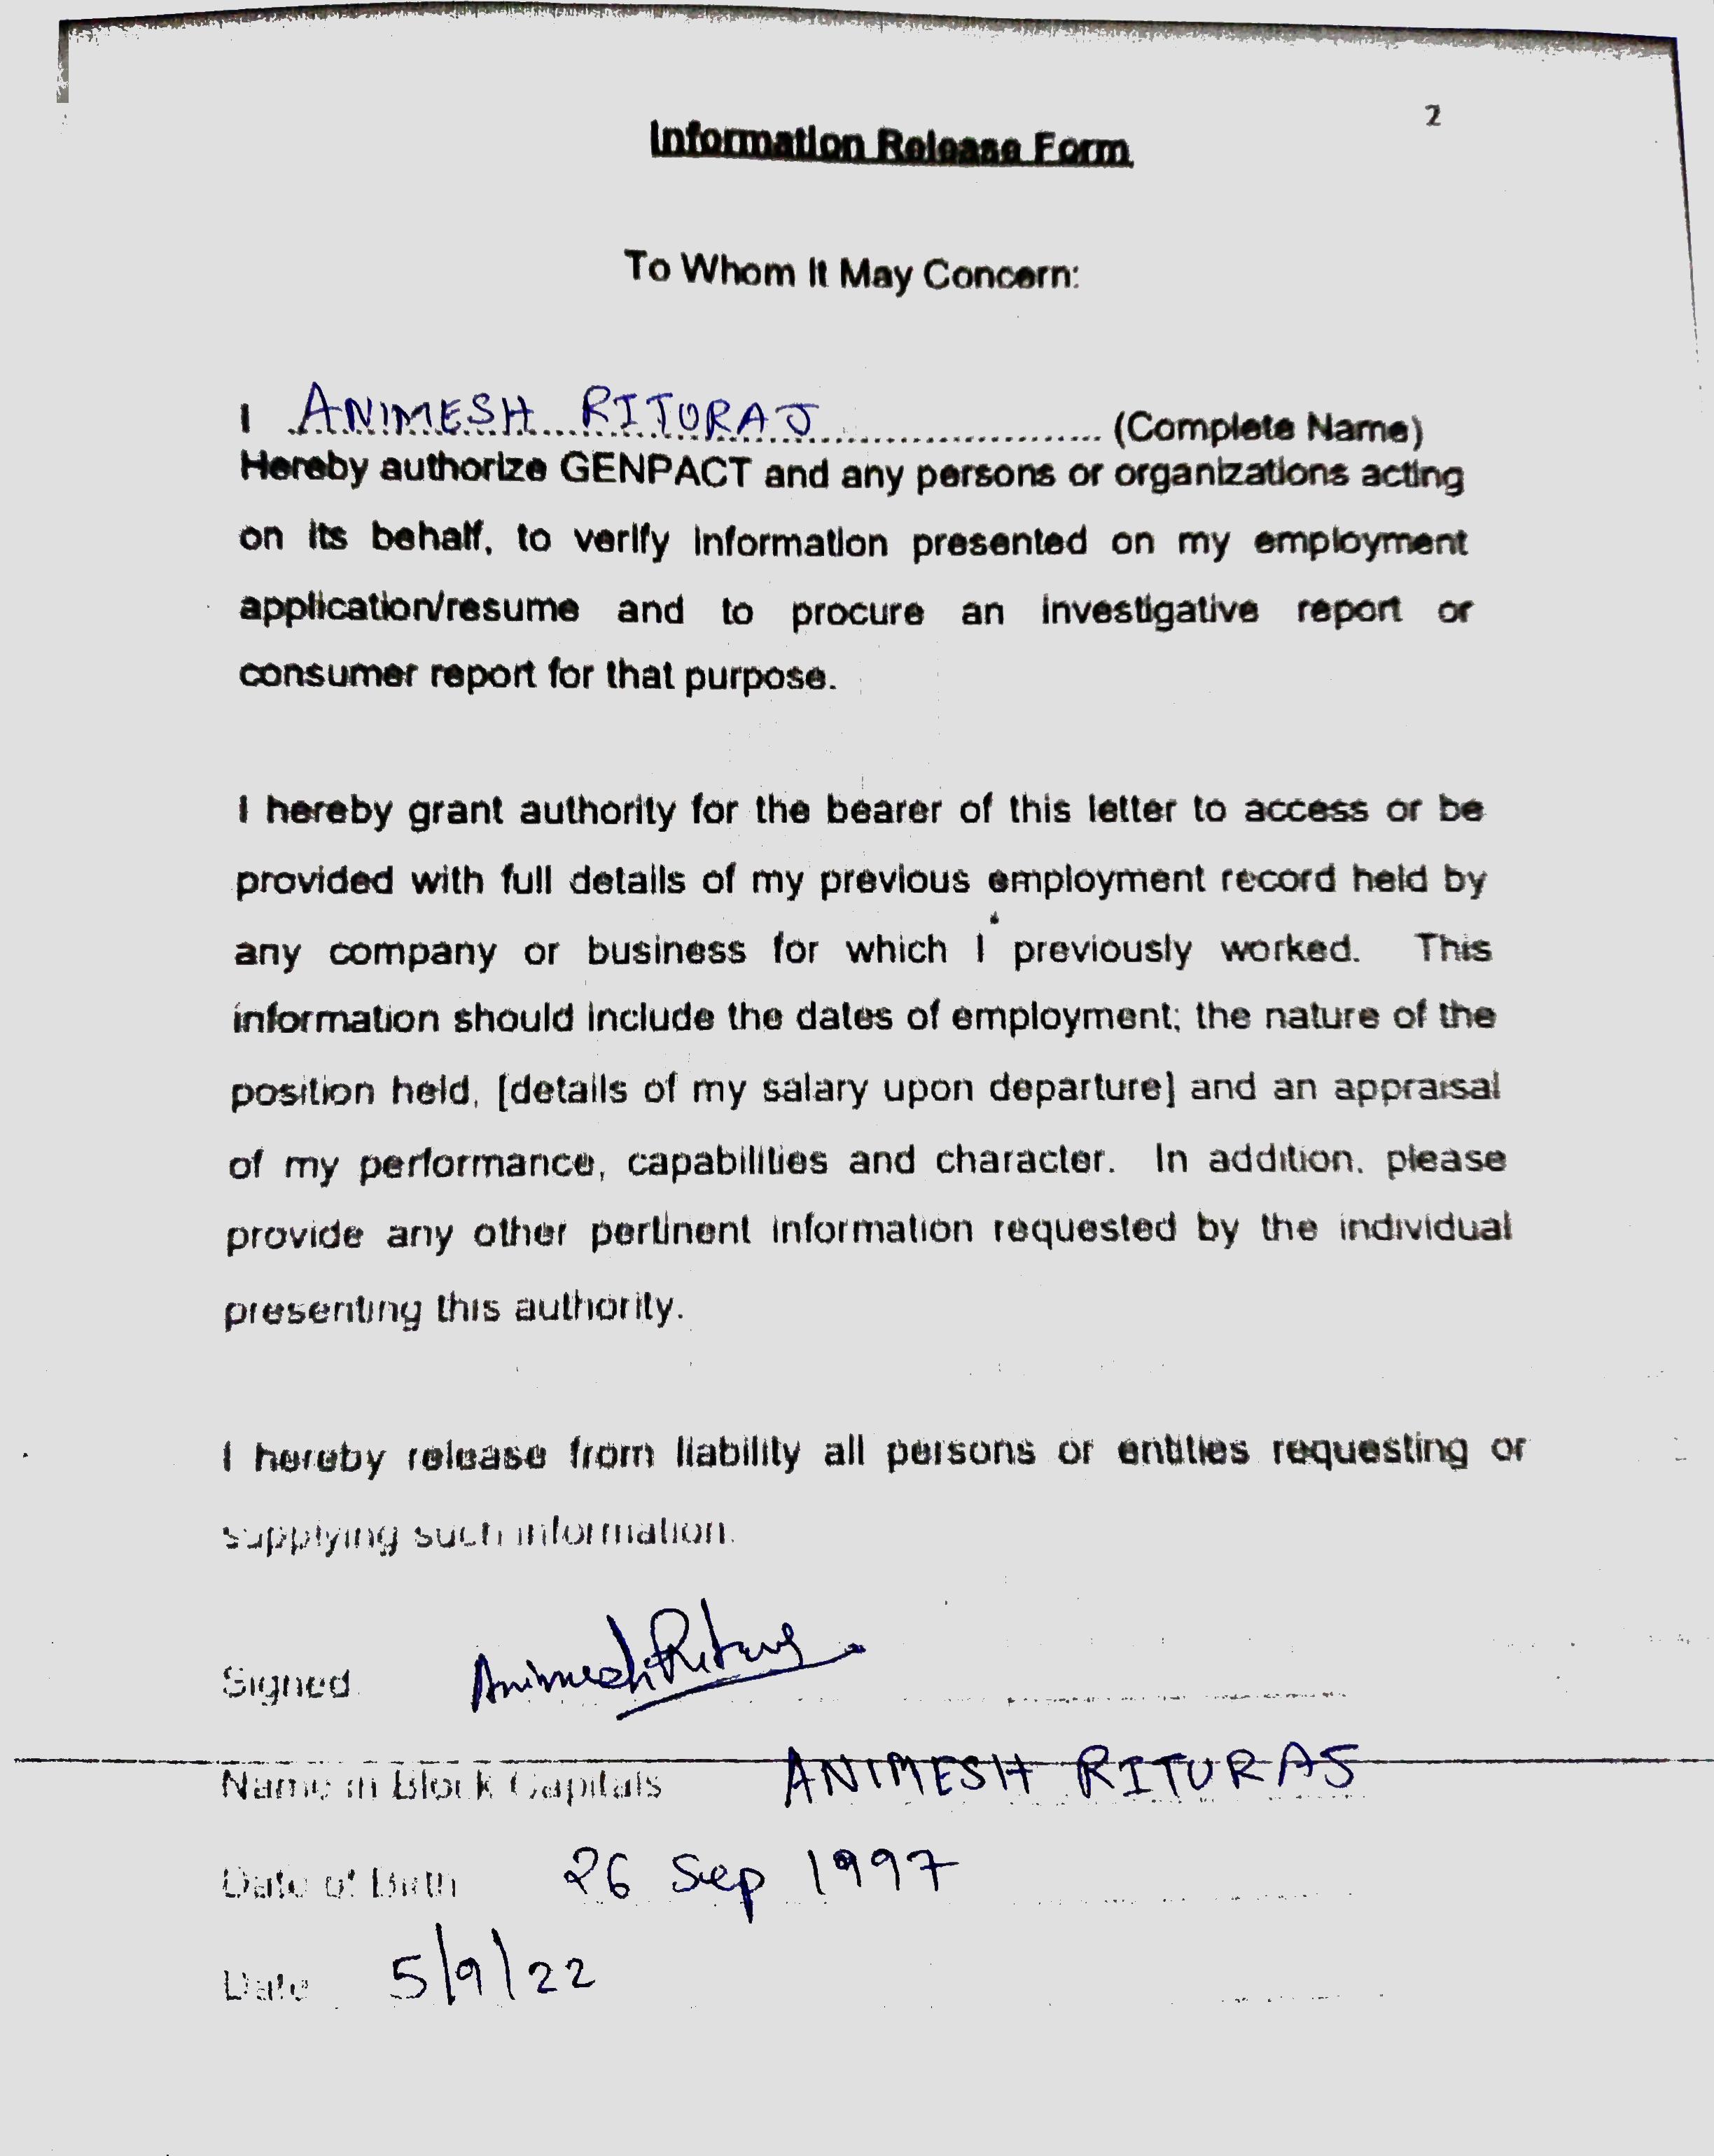 2
Information Release Form
To Whom It May Concern:
I ANIMESH RITURAJ (Complete Name)
Hereby authorize GENPACT and any persons or organizations acting
on its behalf, to verify information presented on my employment
application/resume and to procure an investigative report or
consumer report for that purpose.
I hereby grant authority for the bearer of this letter to access or be
provided with full details of my previous employment record held by
any company or business for which I previously worked. This
information should include the dates of employment; the nature of the
position held, [details of my salary upon departure] and an appraisal
of my performance, capabilities and character. In addition, please
provide any other pertinent information requested by the individual
presenting this authority.
I hereby release from liability all persons or entities requesting or
supplying such information.
Signed Animesh Rituraj
Name in Block Capitals ANIMESH RITURAJ
Date of Birth 26 Sep 1997
Date 5/9/22